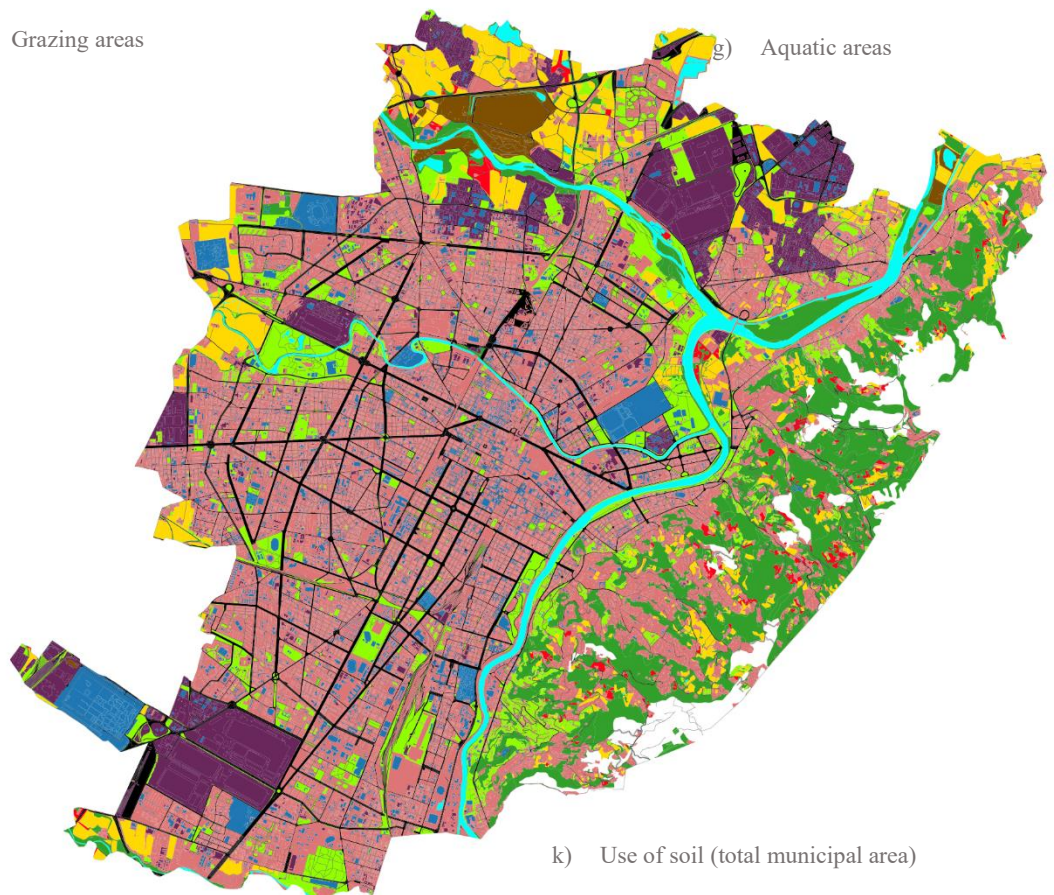 Grazing areas
g) Aquatic areas
k) Use of soil (total municipal area)